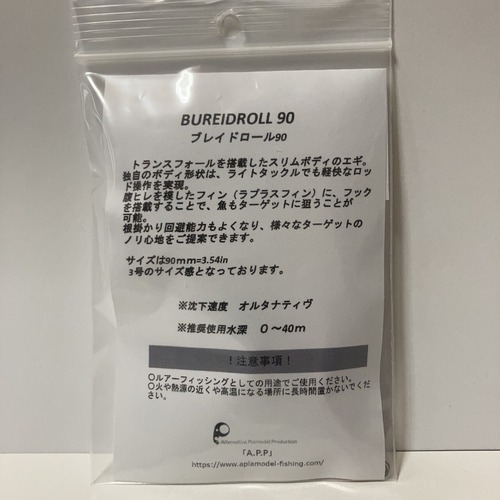 BUREIDROLL 90
ブレイドロール90
トランスフォールを搭載したスリムボディのエギ。
独自のボディ形状は、ライトタックルでも軽快なロッ
ド操作を実現。
腹ヒレを模したフィン（ラプラスフィン）に、フック
を搭載することで、魚もターゲットに狙うことが
可能。
根掛かり回避能力もよくなり、様々なターゲットの
ノリ心地をご提案できます。
サイズは90mm=3.54in
3号のサイズ感となっております。
※沈下速度　オルタナティヴ
※推奨使用水深　０～40ｍ
！注意事項！
○ルアーフィッシングとしての用途でご使用ください。
○火や熱源の近くや高温になる場所に長時間置かないでくだ
さい。
Alternative Plamodel Production
「A.P.P」
https://www.aplamodel-fishing.com/